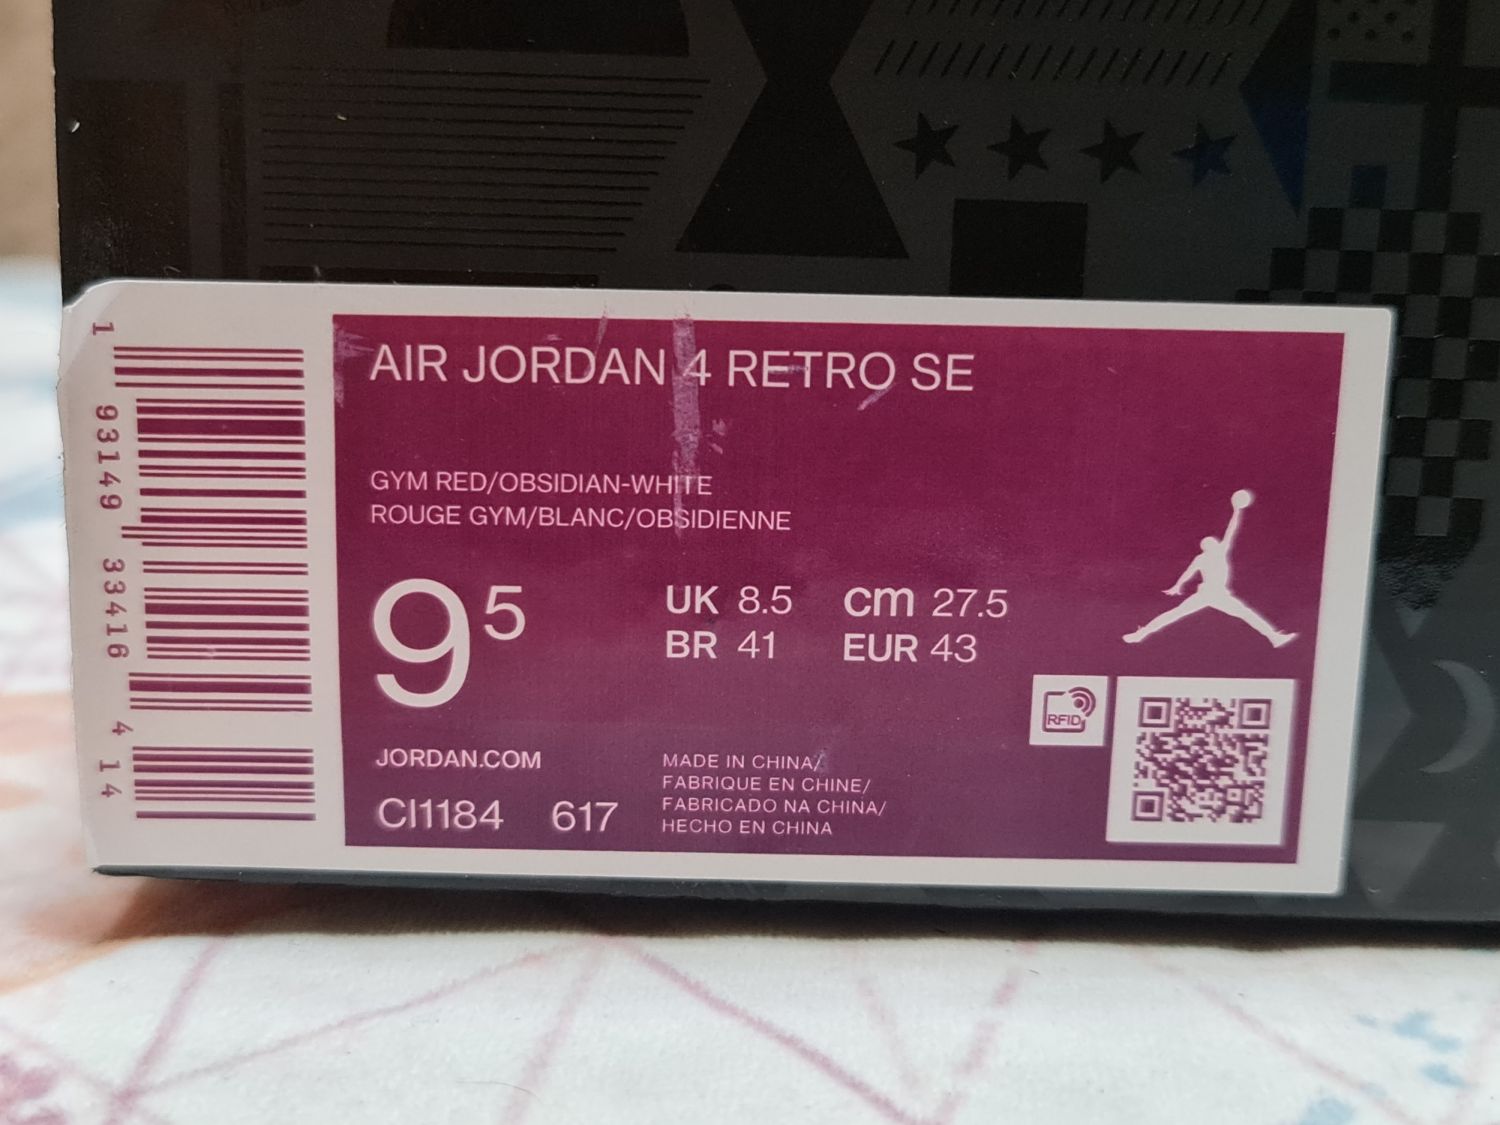 1 93149 33416 4 14
AIR JORDAN 4 RETRO SE
GYM RED/OBSIDIAN-WHITE
ROUGE GYM/BLANC/OBSIDIENNE
9 5
UK 8.5 cm 27.5
BR 41 EUR 43
RFID
JORDAN.COM
CI1184 617
MADE IN CHINA/
FABRIQUE EN CHINE/
FABRICADO NA CHINA/
HECHO EN CHINA